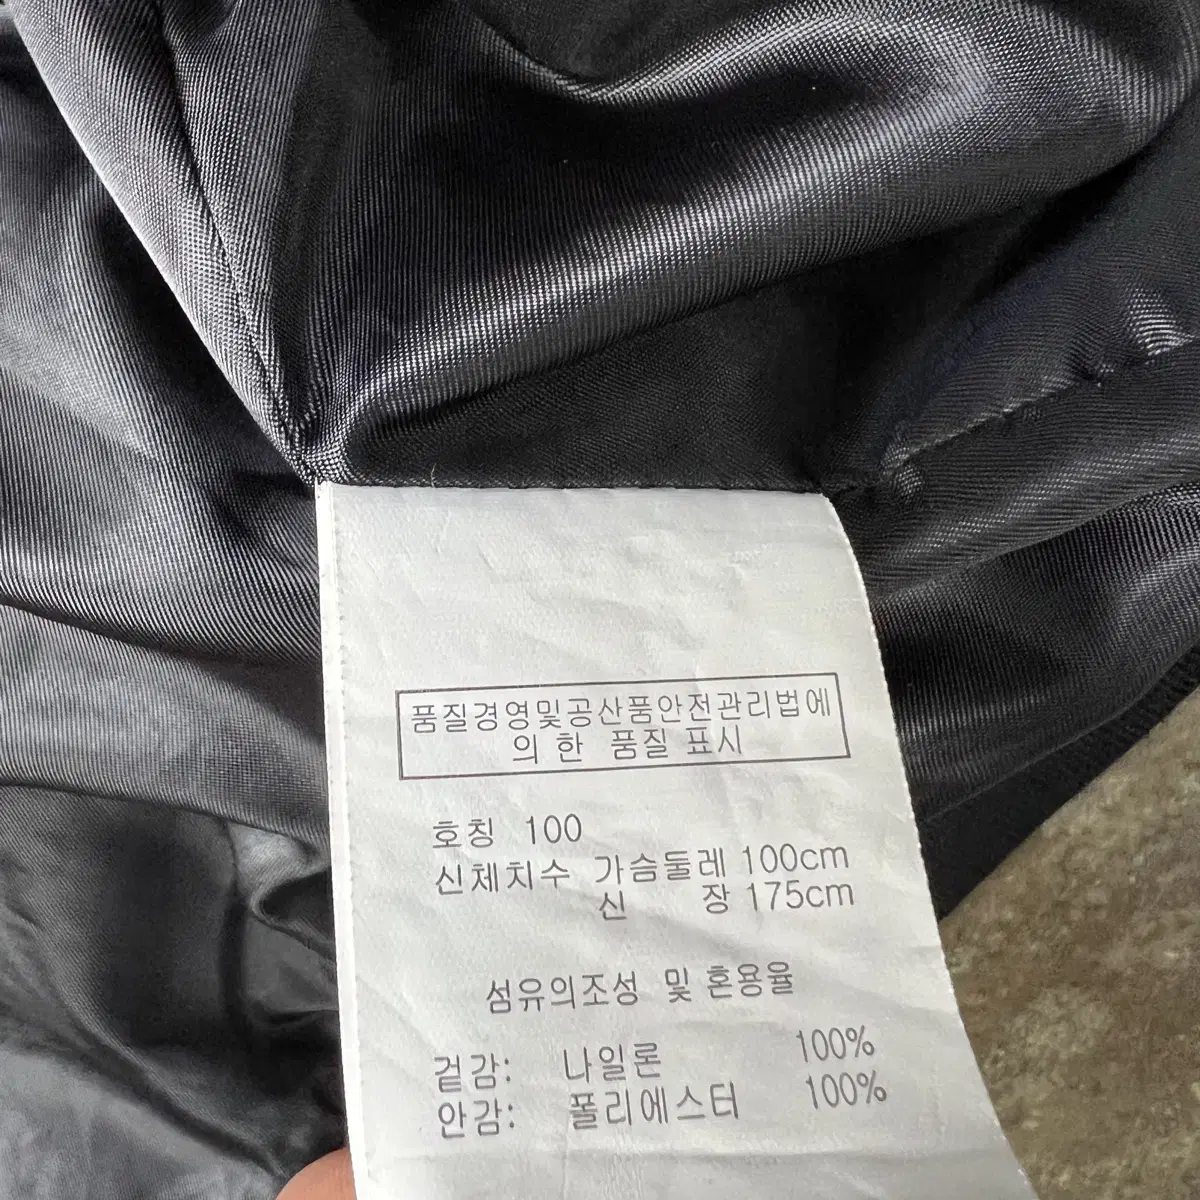 품질경영및공산품안전관리법에
의 한 품질 표시
호칭 100
신체치수 가슴둘레 100cm
신 장 175cm
섬유의조성 및 혼용율
겉감: 나일론 100%
안감: 폴리에스터 100%